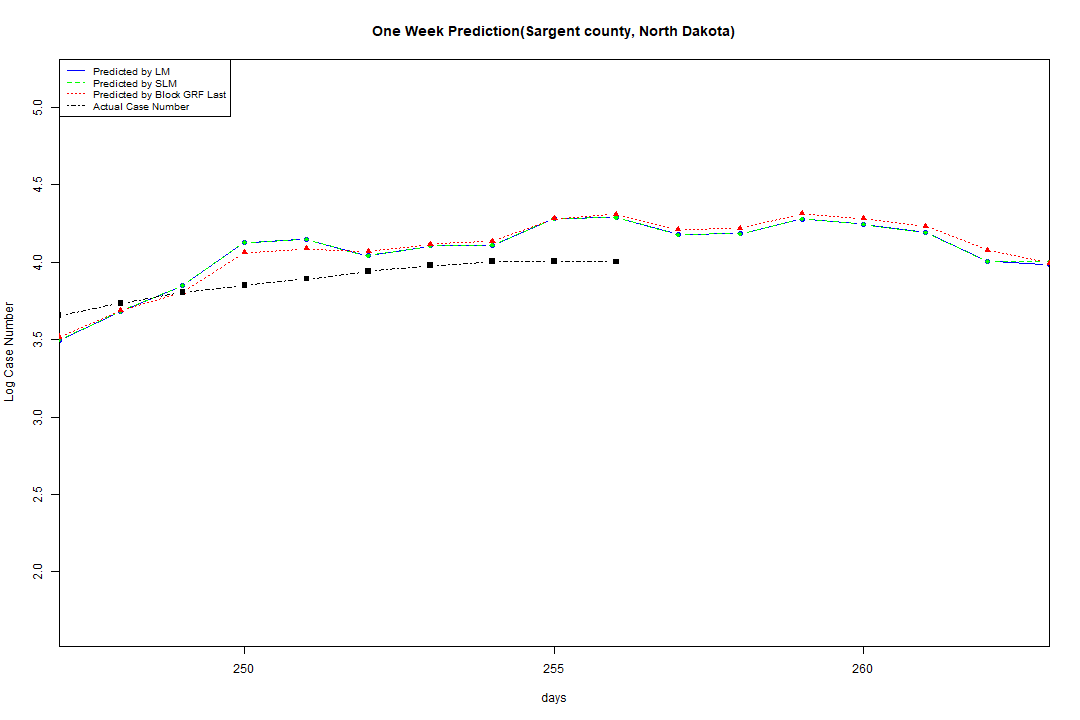 One Week Prediction(Sargent county, North Dakota)
Predicted by LM
Predicted by SLM
Predicted by Block GRF Last
Actual Case Number
5.0
4.5
4.0
3.5
3.0
2.5
2.0
Log Case Number
250
255
260
days